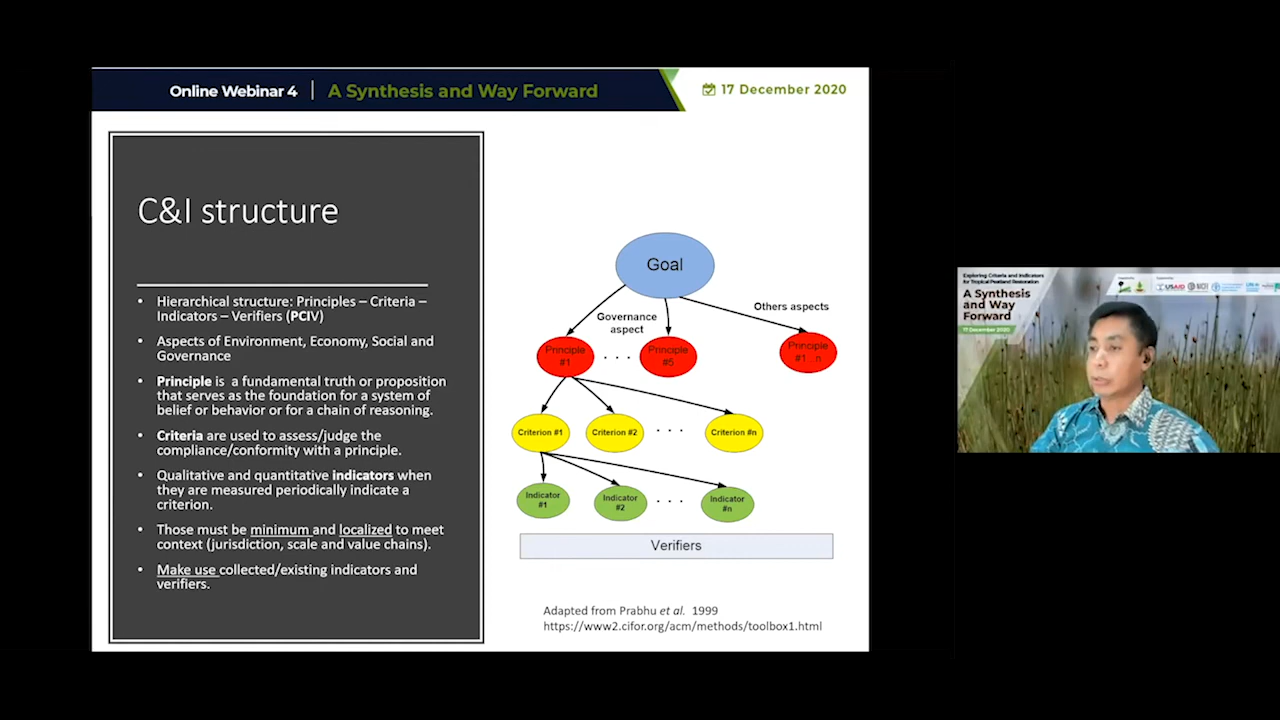 Online Webinar 4 | A Synthesis and Way Forward
17 December 2020
C&I structure
• Hierarchical structure: Principles – Criteria –
Indicators – Verifiers (PCIV)
• Aspects of Environment, Economy, Social and
Governance
• Principle is a fundamental truth or proposition
that serves as the foundation for a system of
belief or behavior or for a chain of reasoning.
• Criteria are used to assess/judge the
compliance/conformity with a principle.
• Qualitative and quantitative indicators when
they are measured periodically indicate a
criterion.
• Those must be minimum and localized to meet
context (jurisdiction, scale and value chains).
• Make use collected/existing indicators and
verifiers.
Goal
Governance
aspect
Others aspects
Principle
#1
. . .
Principle
#5
Principle
#1...n
Criterion #1
Criterion #2
. . .
Criterion #n
Indicator
#1
Indicator
#2
. . .
Indicator
#n
Verifiers
Adapted from Prabhu et al. 1999
https://www2.cifor.org/acm/methods/toolbox1.html
Exploring Criteria and Indicators
for Tropical Peatland Restoration
A Synthesis
and Way
Forward
17 December 2020
USAID